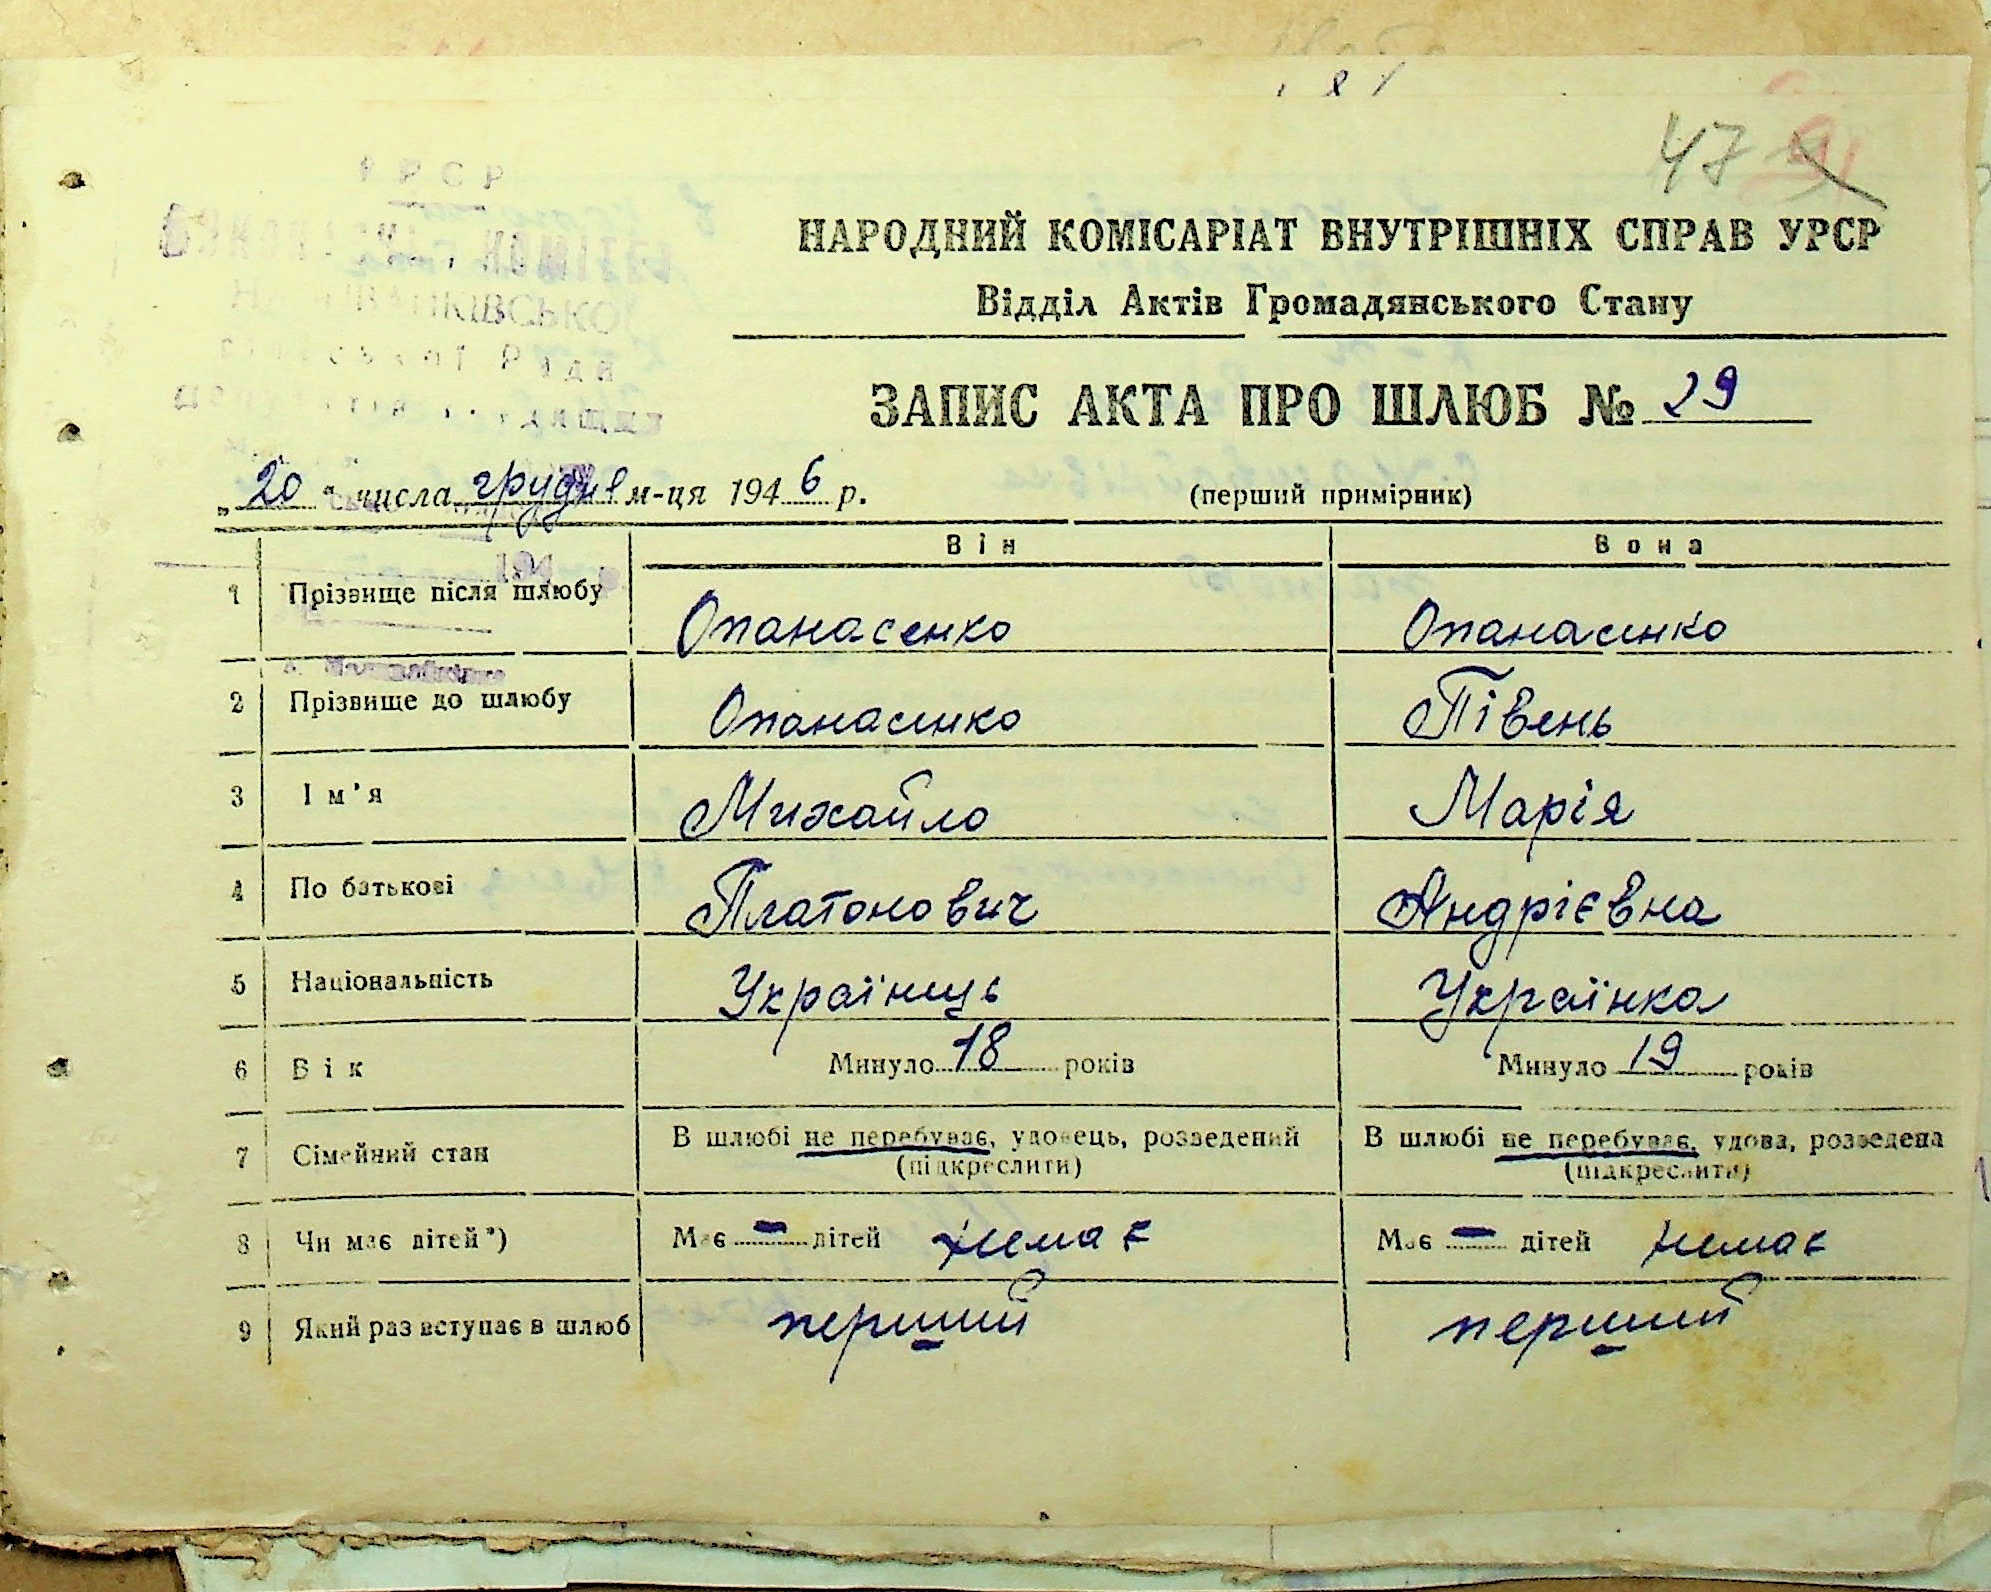 47
НАРОДНИЙ КОМІСАРІАТ ВНУТРІШНІХ СПРАВ УРСР
Відділ Актів Громадянського Стану
ЗАПИС АКТА ПРО ШЛЮБ № 29
„20“ числа грудня м-ця 1946 р.
(перший примірник)
Він Вона
1 Прізвище після шлюбу Опанасенко Опанасенко
2 Прізвище до шлюбу Опанасенко Півень
3 Ім’я Михайло Марія
4 По батькові Платонович Андрієвна
5 Національність Українець Українка
6 Вік Минуло 18 років Минуло 19 років
7 Сімейний стан В шлюбі не перебуває, удовець, розведений (підкреслити) В шлюбі не перебуває, удова, розведена (підкреслити)
8 Чи має дітей*) Має – дітей немає Має – дітей немає
9 Який раз вступає в шлюб перший перший